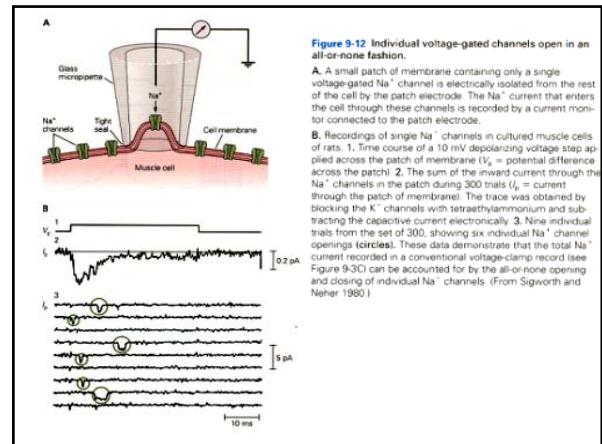 A
Glass
micropipette
Na+
Na+
channels
Tight
seal
Cell membrane
Muscle cell
B
1
Vp
2
Ip
0.2 pA
3
Ip
5 pA
10 ms
Figure 9-12 Individual voltage-gated channels open in an
all-or-none fashion.
A. A small patch of membrane containing only a single
voltage-gated Na+ channel is electrically isolated from the rest
of the cell by the patch electrode. The Na+ current that enters
the cell through these channels is recorded by a current moni-
tor connected to the patch electrode.
B. Recordings of single Na+ channels in cultured muscle cells
of rats. 1. Time course of a 10 mV depolarizing voltage step ap-
plied across the patch of membrane (Vp = potential difference
across the patch). 2. The sum of the inward current through the
Na+ channels in the patch during 300 trials (Ip = current
through the patch of membrane). The trace was obtained by
blocking the K+ channels with tetraethylammonium and sub-
tracting the capacitive current electronically. 3. Nine individual
trials from the set of 300, showing six individual Na+ channel
openings (circles). These data demonstrate that the total Na+
current recorded in a conventional voltage-clamp record (see
Figure 9-3C) can be accounted for by the all-or-none opening
and closing of individual Na+ channels. (From Sigworth and
Neher 1980.)